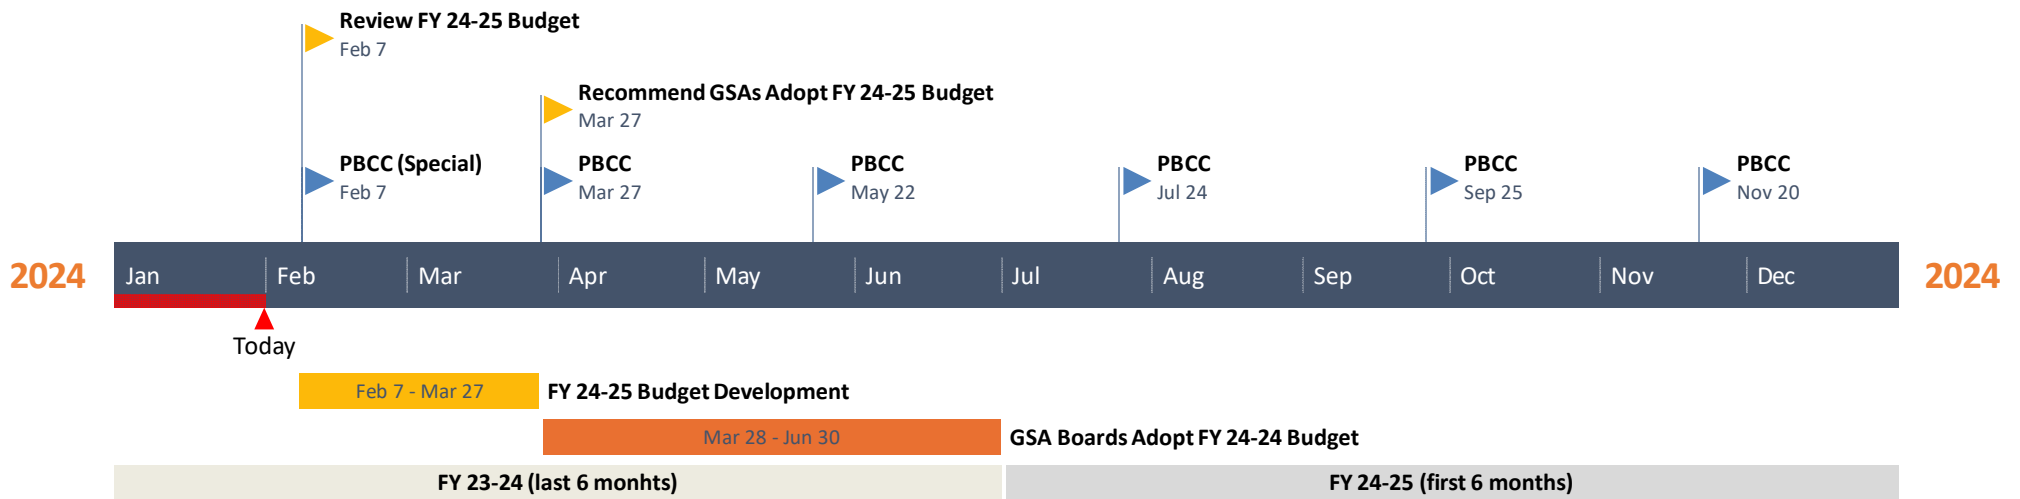 Review FY 24-25 Budget
Feb 7
Recommend GSAs Adopt FY 24-25 Budget
Mar 27
PBCC (Special)
Feb 7
PBCC
Mar 27
PBCC
May 22
PBCC
Jul 24
PBCC
Sep 25
PBCC
Nov 20
2024
Jan
Feb
Mar
Apr
May
Jun
Jul
Aug
Sep
Oct
Nov
Dec
2024
Today
Feb 7 - Mar 27
FY 24-25 Budget Development
Mar 28 - Jun 30
GSA Boards Adopt FY 24-24 Budget
FY 23-24 (last 6 monhts)
FY 24-25 (first 6 months)